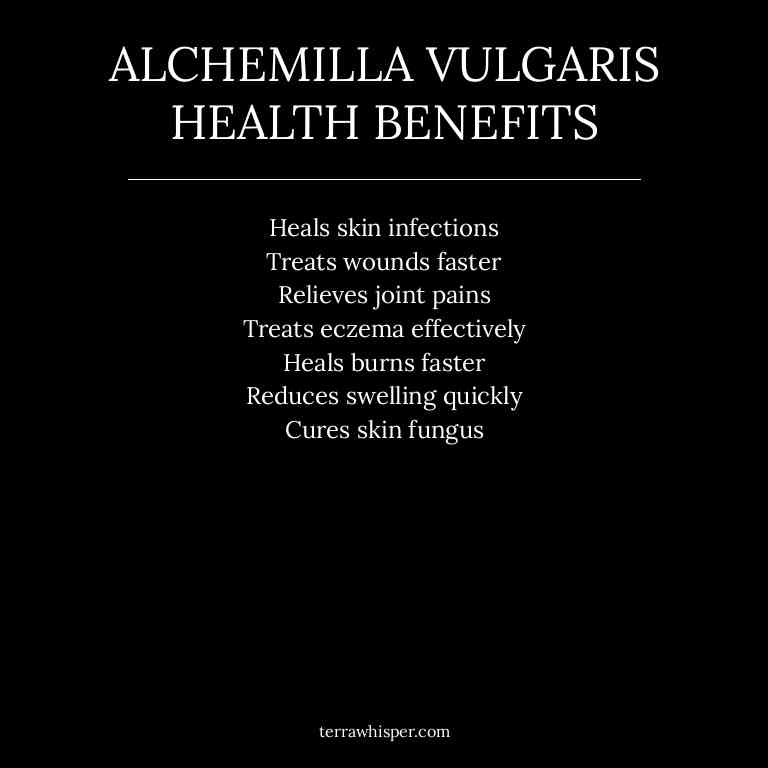 ALCHEMILLA VULGARIS
HEALTH BENEFITS
Heals skin infections
Treats wounds faster
Relieves joint pains
Treats eczema effectively
Heals burns faster
Reduces swelling quickly
Cures skin fungus
terrawhisper.com